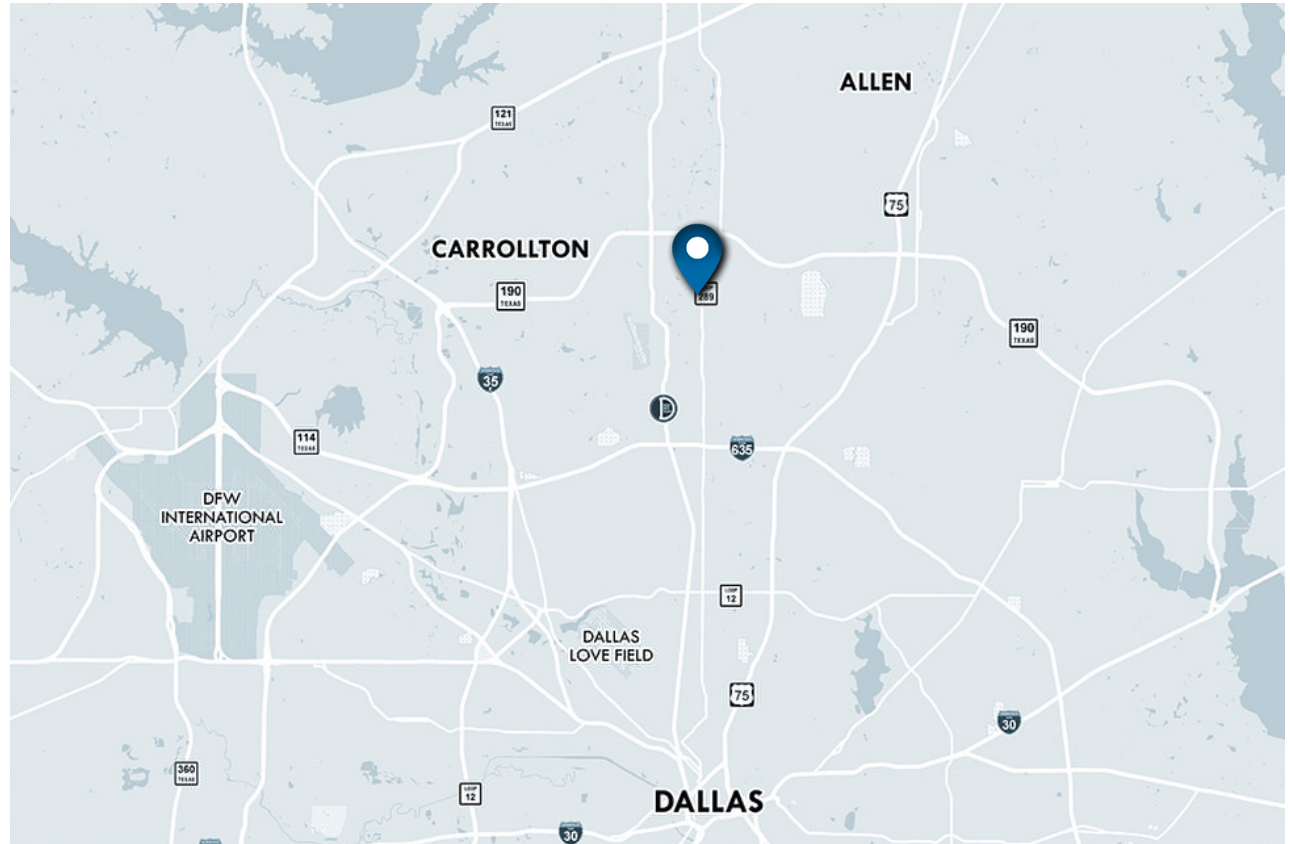 ALLEN
121
TEXAS
75
CARROLLTON
190
TEXAS
LOOP
289
190
TEXAS
35
D
114
TEXAS
635
DFW
INTERNATIONAL
AIRPORT
LOOP
12
DALLAS
LOVE FIELD
75
30
360
TEXAS
LOOP
12
DALLAS
30